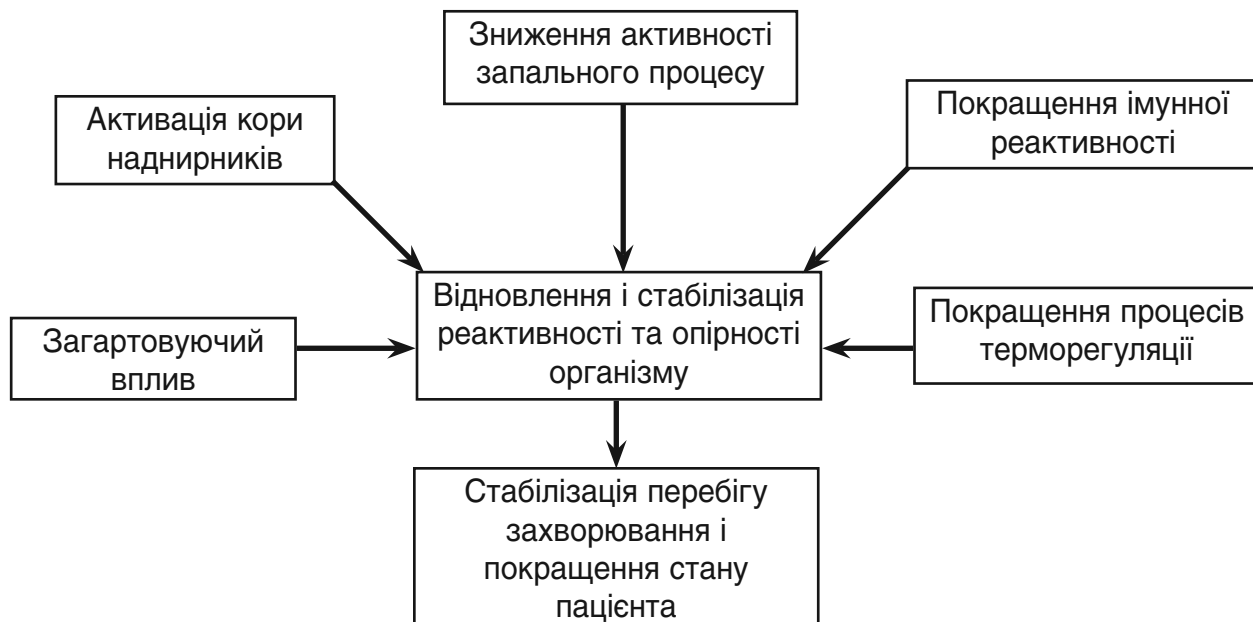 Зниження активності
запального процесу
Активація кори
наднирників
Покращення імунної
реактивності
Загартовуючий
вплив
Відновлення і стабілізація
реактивності та опірності
організму
Покращення процесів
терморегуляції
Стабілізація перебігу
захворювання і
покращення стану
пацієнта